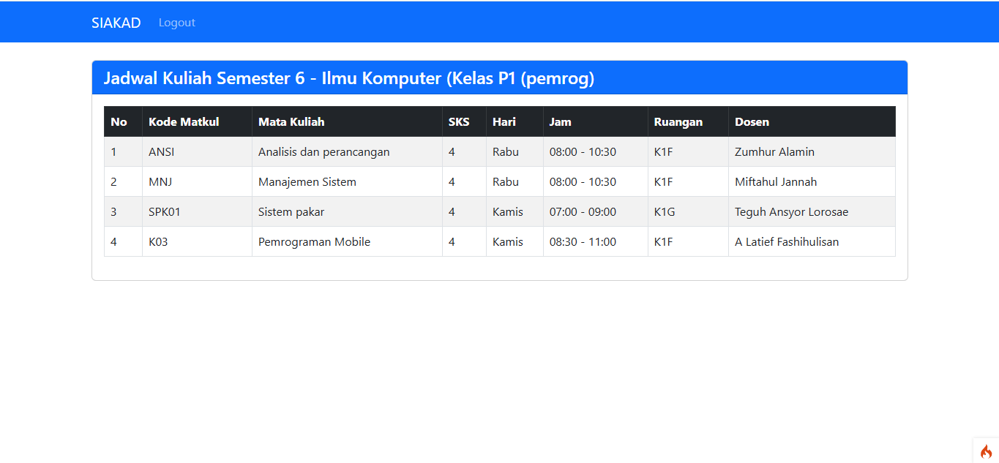 SIAKAD Logout
Jadwal Kuliah Semester 6 - Ilmu Komputer (Kelas P1 (pemrog)
No Kode Matkul Mata Kuliah SKS Hari Jam Ruangan Dosen
1 ANSI Analisis dan perancangan 4 Rabu 08:00 - 10:30 K1F Zumhur Alamin
2 MNJ Manajemen Sistem 4 Rabu 08:00 - 10:30 K1F Miftahul Jannah
3 SPK01 Sistem pakar 4 Kamis 07:00 - 09:00 K1G Teguh Ansyor Lorosae
4 K03 Pemrograman Mobile 4 Kamis 08:30 - 11:00 K1F A Latief Fashihulisan